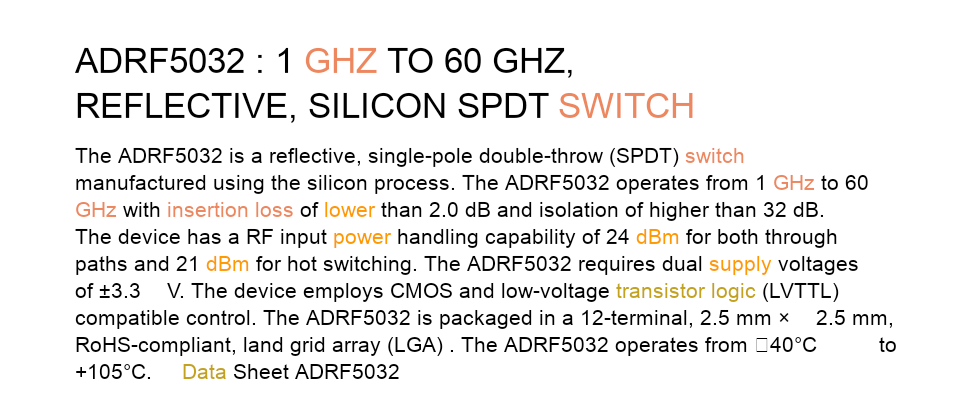 ADRF5032 : 1 GHZ TO 60 GHZ,
REFLECTIVE, SILICON SPDT SWITCH
The ADRF5032 is a reflective, single-pole double-throw (SPDT) switch
manufactured using the silicon process. The ADRF5032 operates from 1 GHz to 60
GHz with insertion loss of lower than 2.0 dB and isolation of higher than 32 dB.
The device has a RF input power handling capability of 24 dBm for both through
paths and 21 dBm for hot switching. The ADRF5032 requires dual supply voltages
of ±3.3 V. The device employs CMOS and low-voltage transistor logic (LVTTL)
compatible control. The ADRF5032 is packaged in a 12-terminal, 2.5 mm × 2.5 mm,
RoHS-compliant, land grid array (LGA) . The ADRF5032 operates from □40°C to
+105°C. Data Sheet ADRF5032